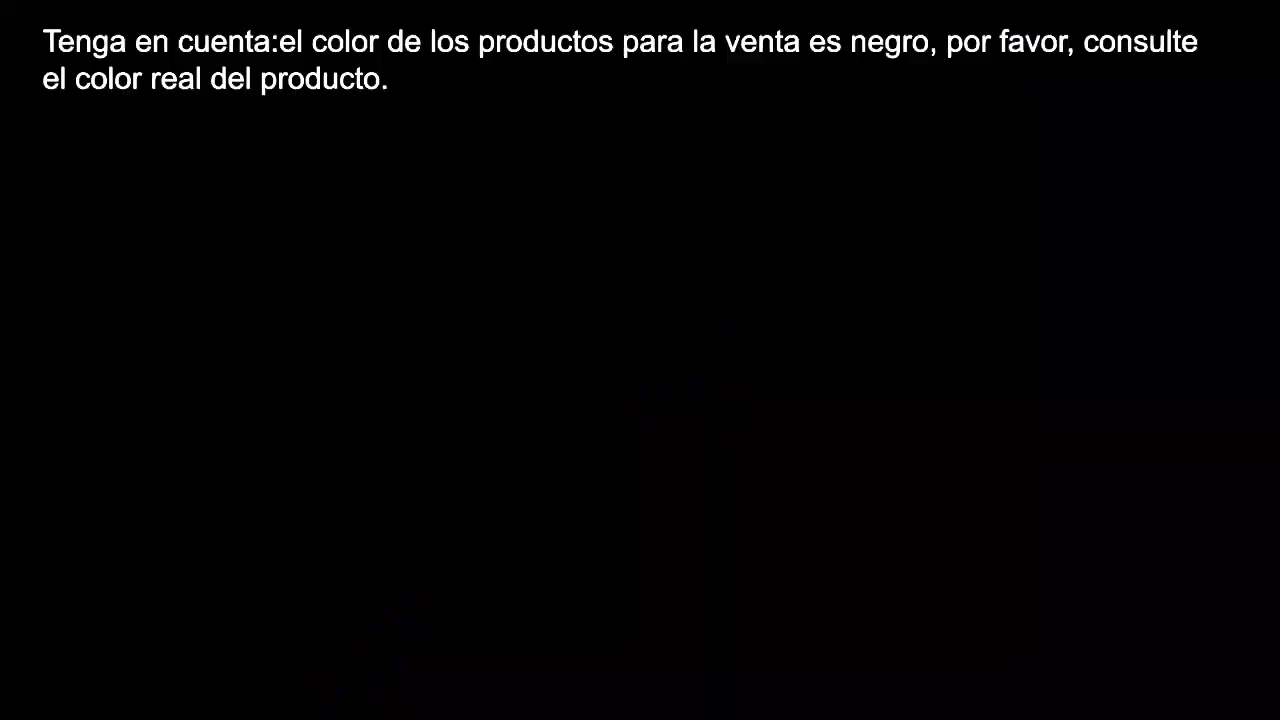 Tenga en cuenta:el color de los productos para la venta es negro, por favor, consulte
el color real del producto.